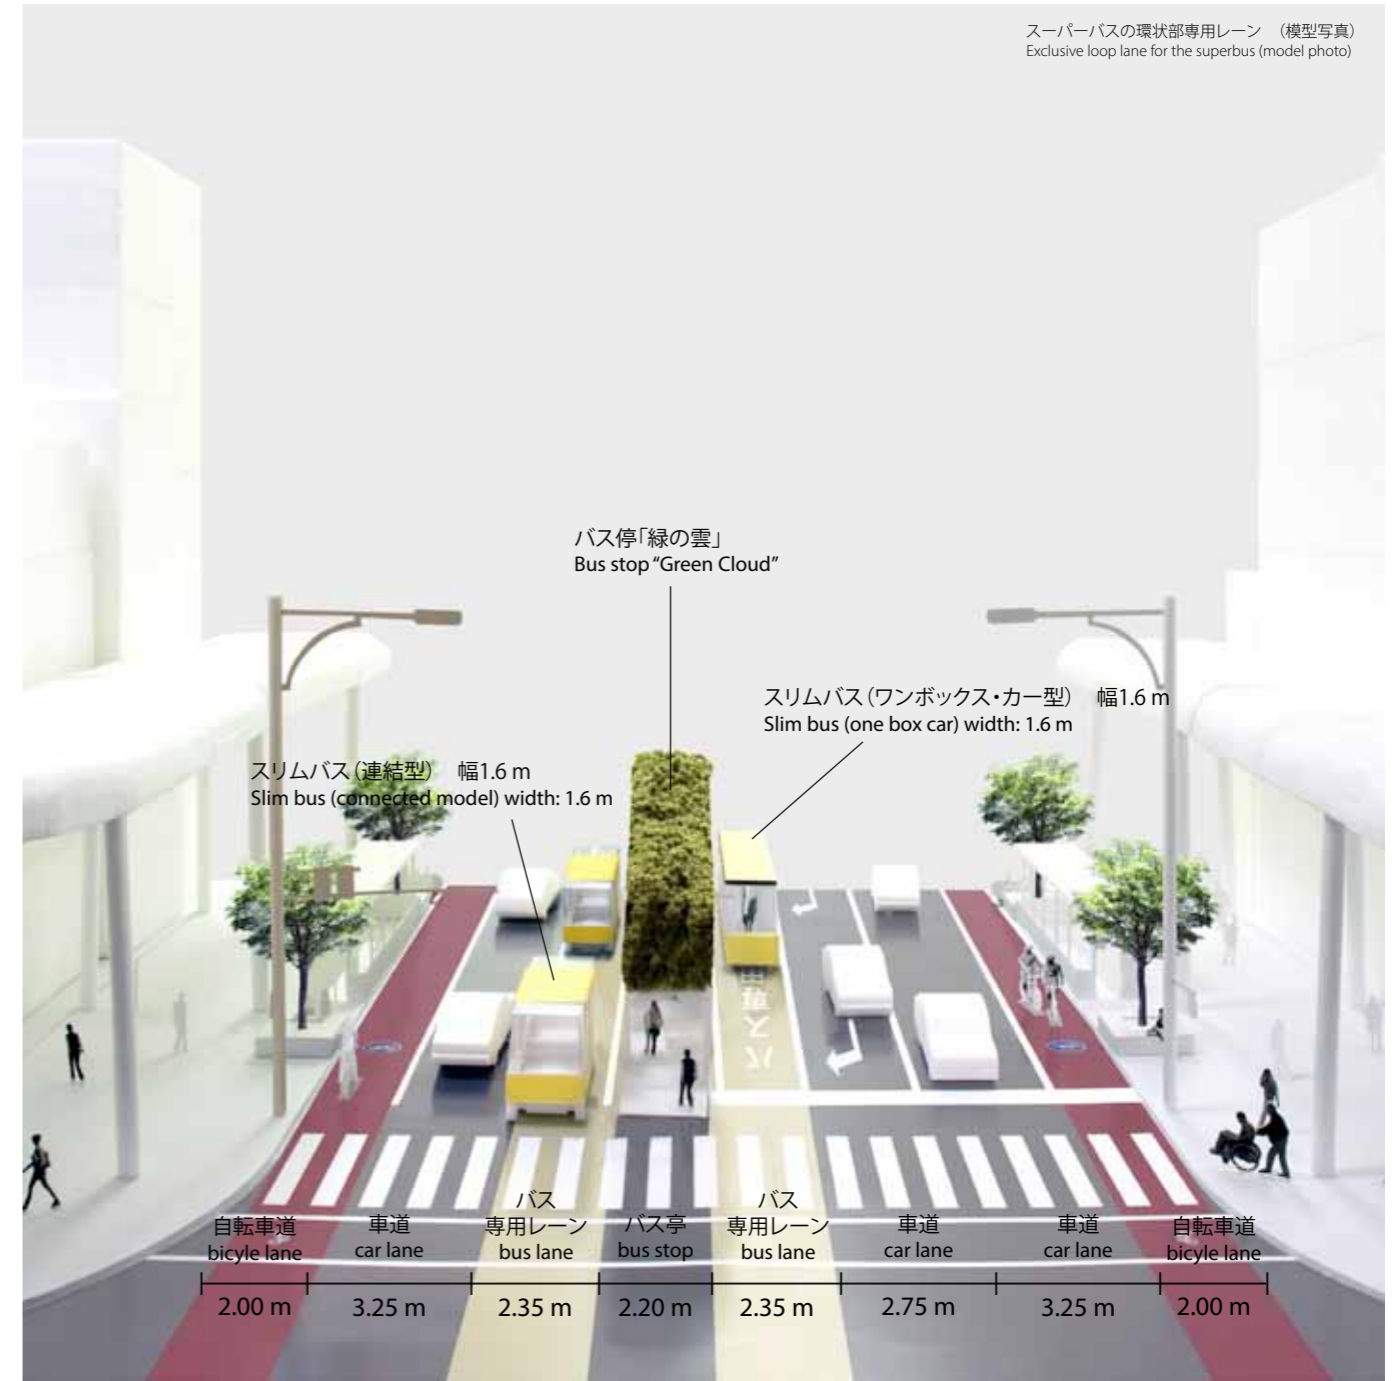 スーパーバスの環状部専用レーン　（模型写真）
Exclusive loop lane for the superbus (model photo)
バス停「緑の雲」
Bus stop “Green Cloud”
スリムバス（ワンボックス・カー型）　幅1.6 m
Slim bus (one box car) width: 1.6 m
スリムバス（連結型）　幅1.6 m
Slim bus (connected model) width: 1.6 m
バス専用
自転車道
bicyle lane
車道
car lane
バス
専用レーン
bus lane
バス亭
bus stop
バス
専用レーン
bus lane
車道
car lane
車道
car lane
自転車道
bicyle lane
2.00 m 3.25 m 2.35 m 2.20 m 2.35 m 2.75 m 3.25 m 2.00 m